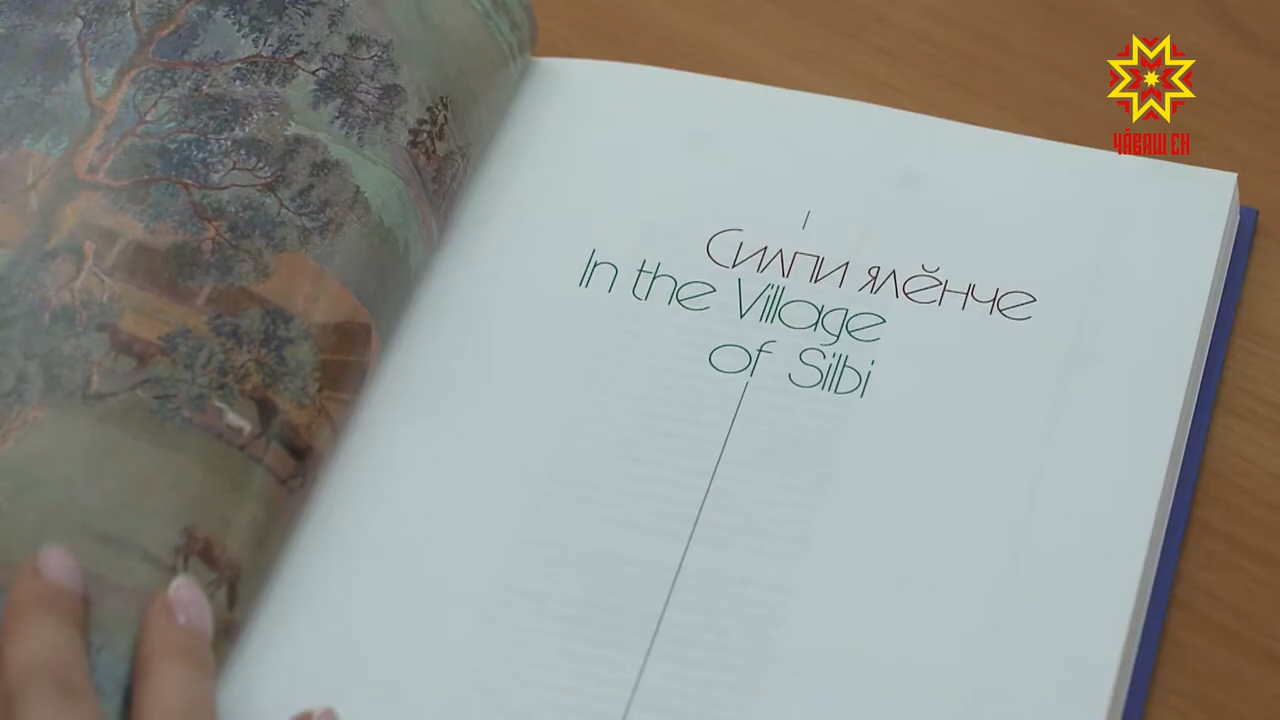 I
Силпи ялӗнче
In the Village
of Silbi
ЧӐВАШ ЕН